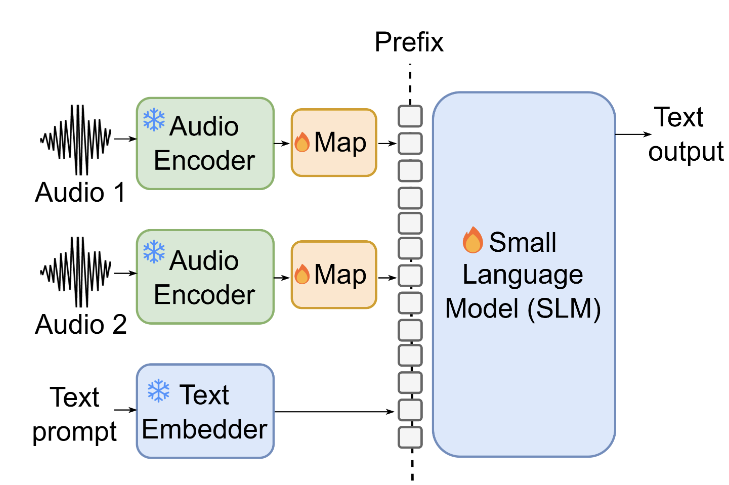 Prefix
Audio
Encoder
Map
Audio 1
Text
output
Audio
Encoder
Map
Audio 2
Small
Language
Model (SLM)
Text
prompt
Text
Embedder